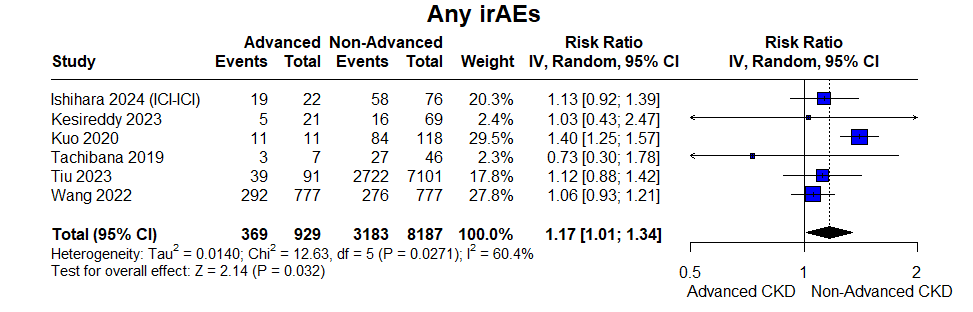 Any irAEs
Advanced Non-Advanced Risk Ratio Risk Ratio
Study Events Total Events Total Weight IV, Random, 95% CI IV, Random, 95% CI
Ishihara 2024 (ICI-ICI) 19 22 58 76 20.3% 1.13 [0.92; 1.39]
Kesireddy 2023 5 21 16 69 2.4% 1.03 [0.43; 2.47]
Kuo 2020 11 11 84 118 29.5% 1.40 [1.25; 1.57]
Tachibana 2019 3 7 27 46 2.3% 0.73 [0.30; 1.78]
Tiu 2023 39 91 2722 7101 17.8% 1.12 [0.88; 1.42]
Wang 2022 292 777 276 777 27.8% 1.06 [0.93; 1.21]
Total (95% CI) 369 929 3183 8187 100.0% 1.17 [1.01; 1.34]
Heterogeneity: Tau² = 0.0140; Chi² = 12.63, df = 5 (P = 0.0271); I² = 60.4%
Test for overall effect: Z = 2.14 (P = 0.032)
0.5 1 2
Advanced CKD Non-Advanced CKD